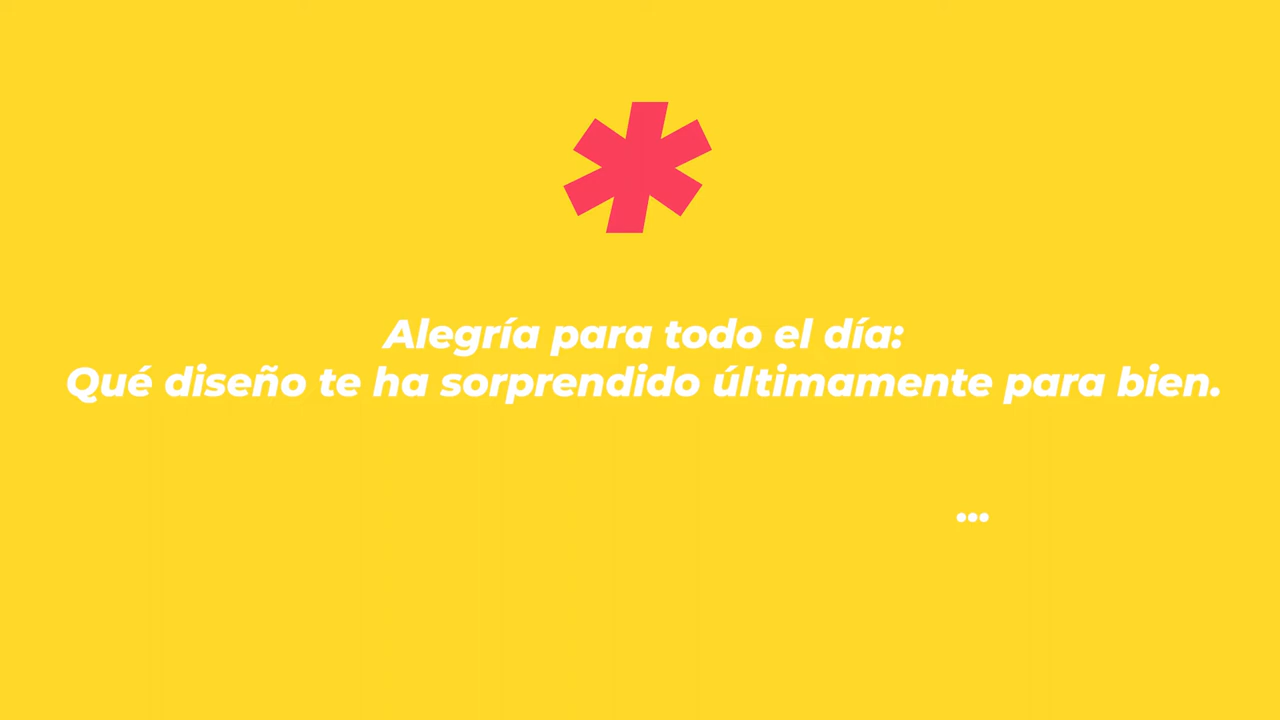 *
Alegría para todo el día:
Qué diseño te ha sorprendido últimamente para bien.
...